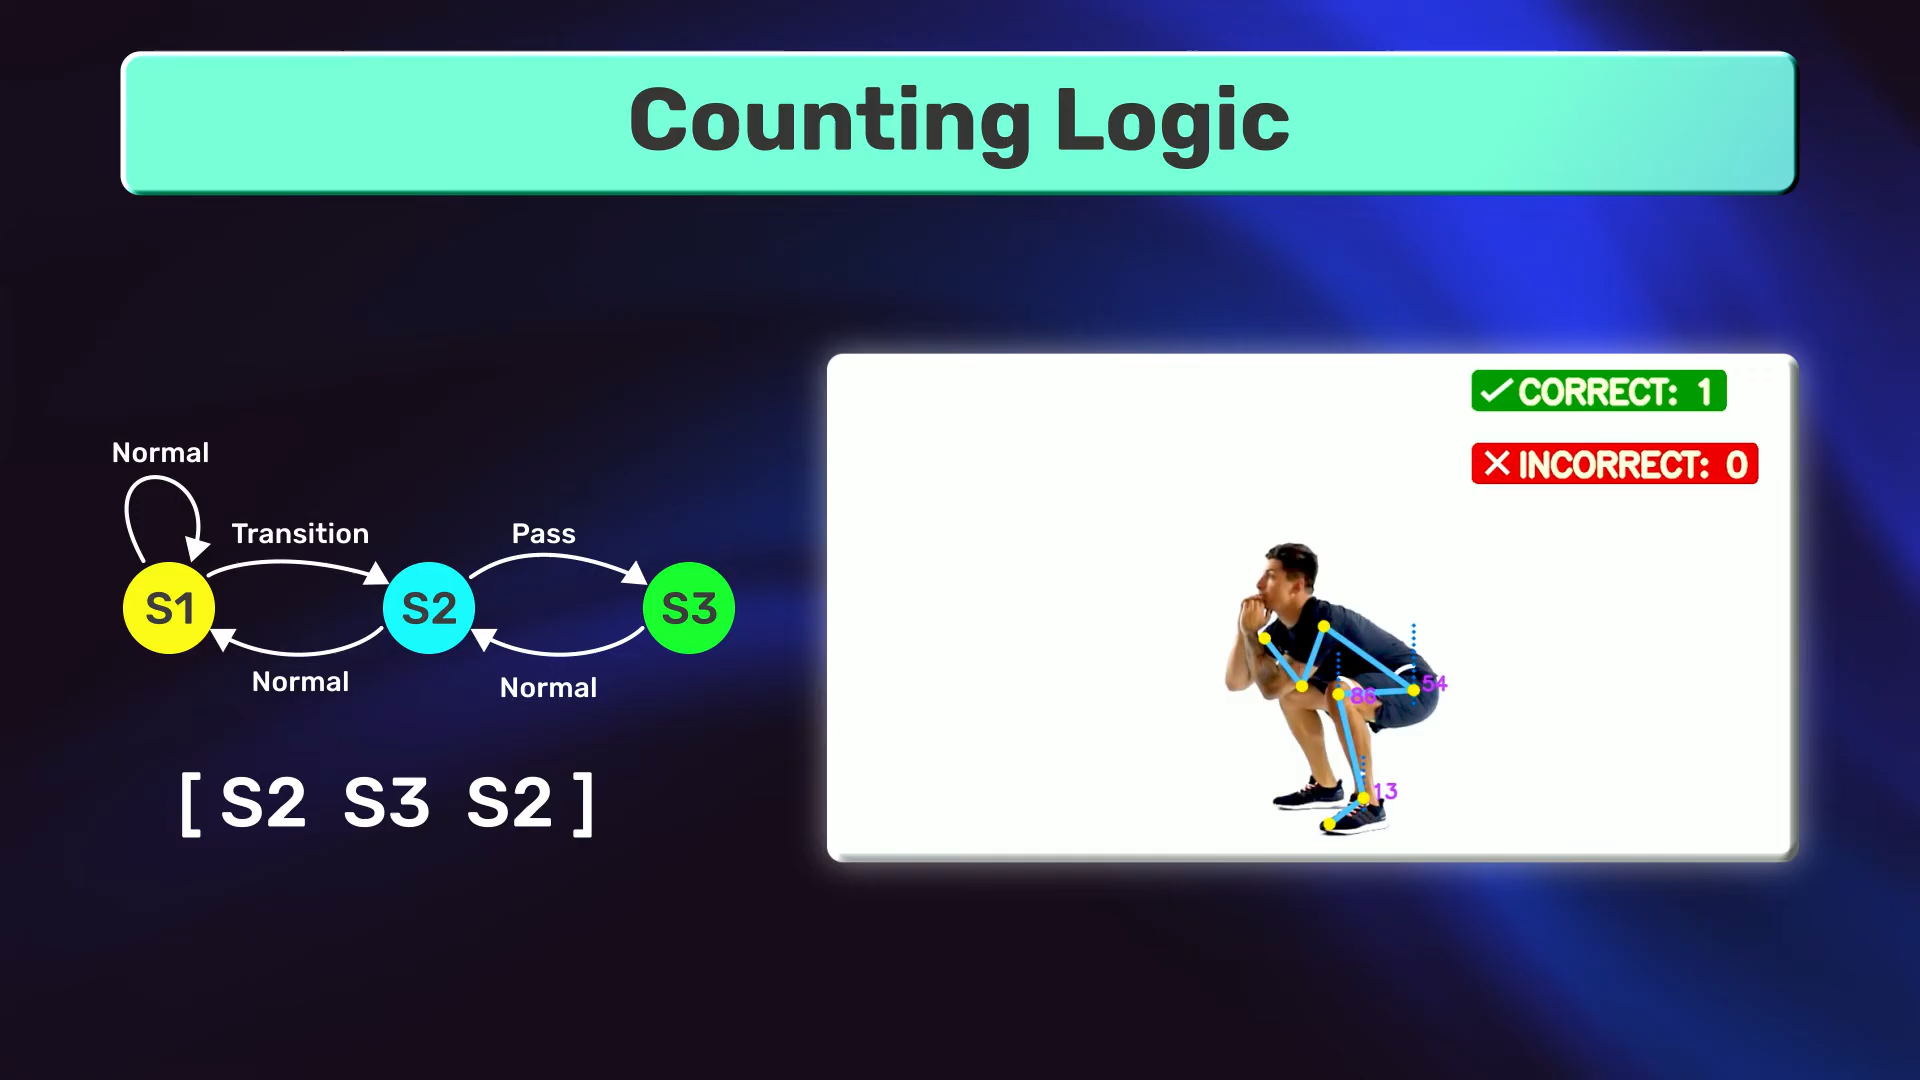 Counting Logic
Normal
Transition
Pass
S1
S2
S3
Normal
Normal
[ S2 S3 S2 ]
CORRECT: 1
INCORRECT: 0
54
86
13